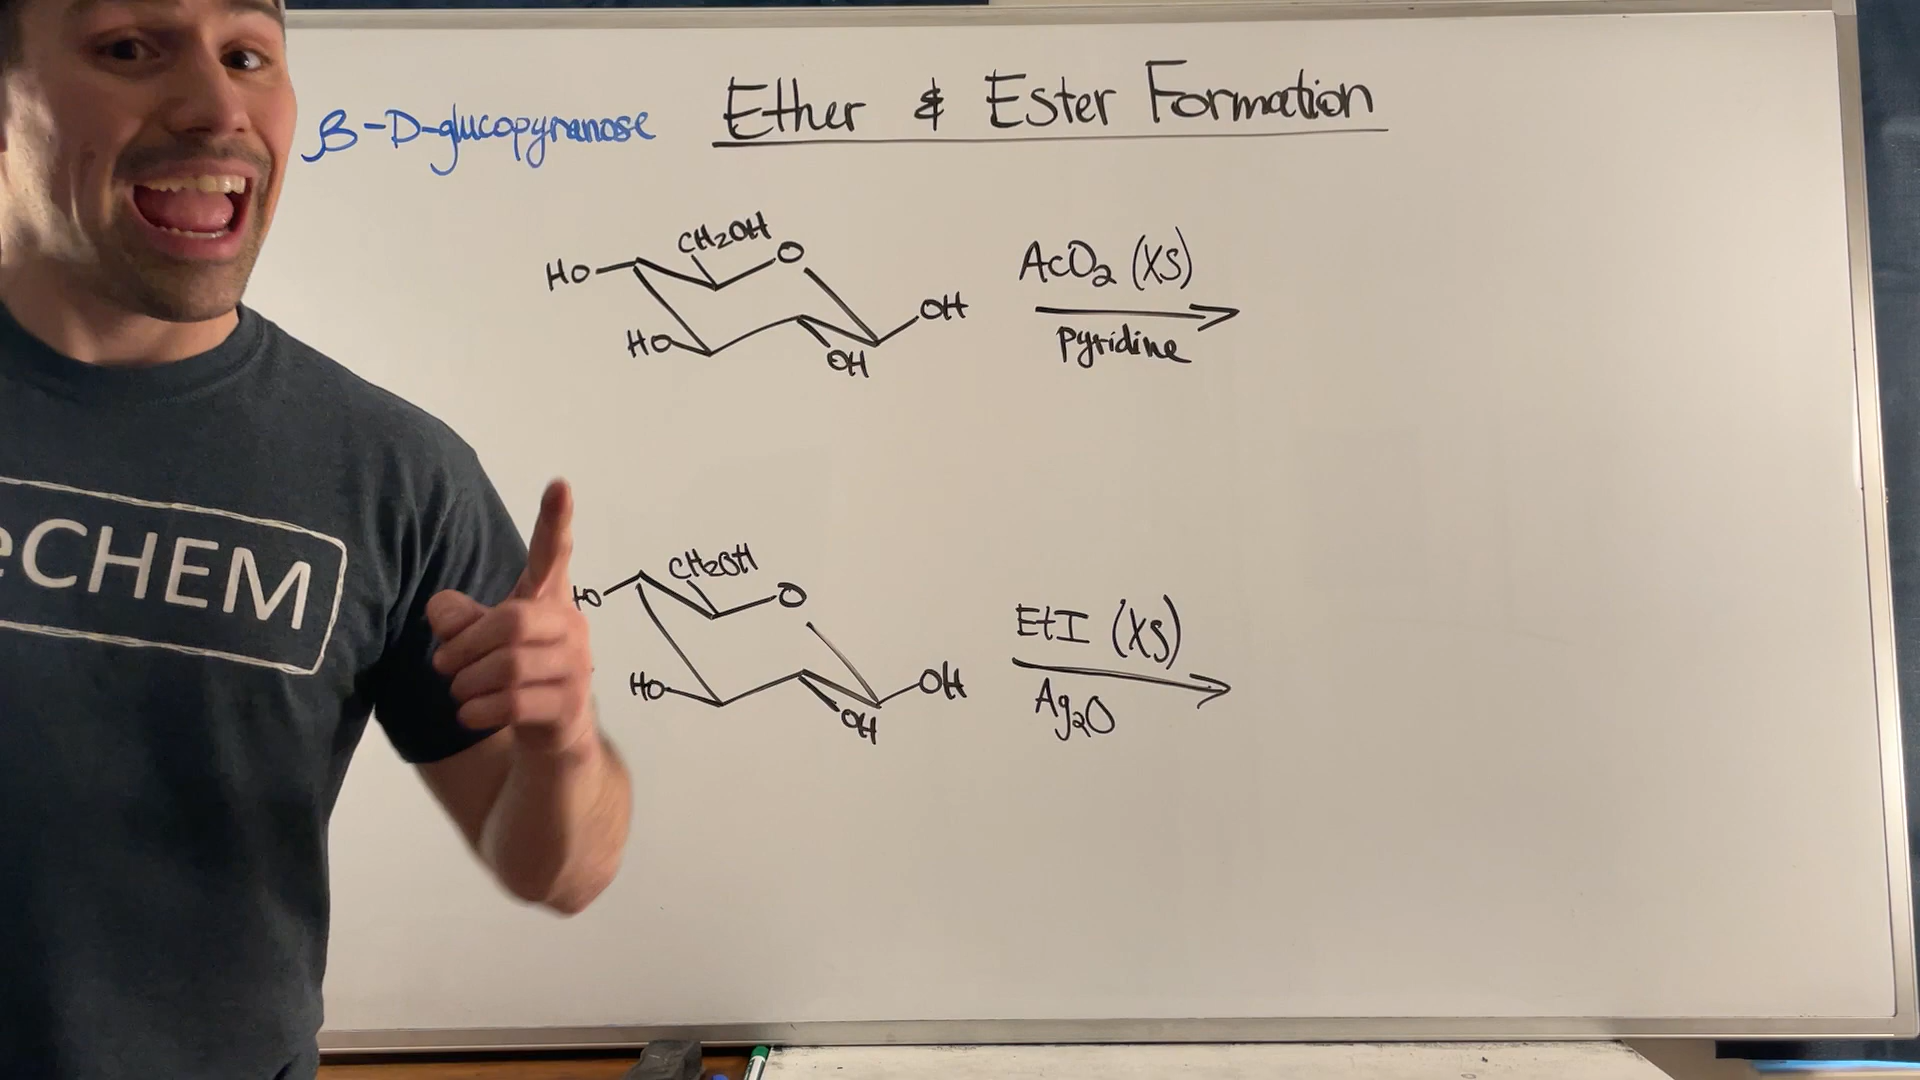 β-D-glucopyranose
Ether & Ester Formation
CH₂OH
O
HO
HO
OH
OH
AcO₂ (XS)
pyridine
eCHEM
CH₂OH
O
HO
HO
OH
OH
EtI (XS)
Ag₂O